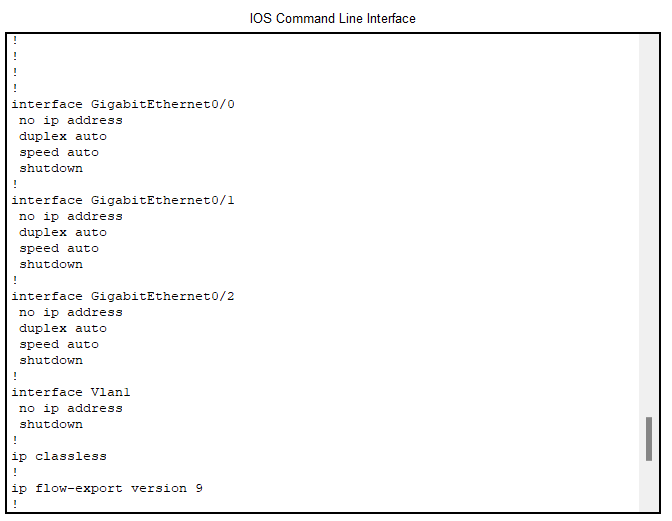 IOS Command Line Interface
!
!
!
!
interface GigabitEthernet0/0
 no ip address
 duplex auto
 speed auto
 shutdown
!
interface GigabitEthernet0/1
 no ip address
 duplex auto
 speed auto
 shutdown
!
interface GigabitEthernet0/2
 no ip address
 duplex auto
 speed auto
 shutdown
!
interface Vlan1
 no ip address
 shutdown
!
ip classless
!
ip flow-export version 9
!